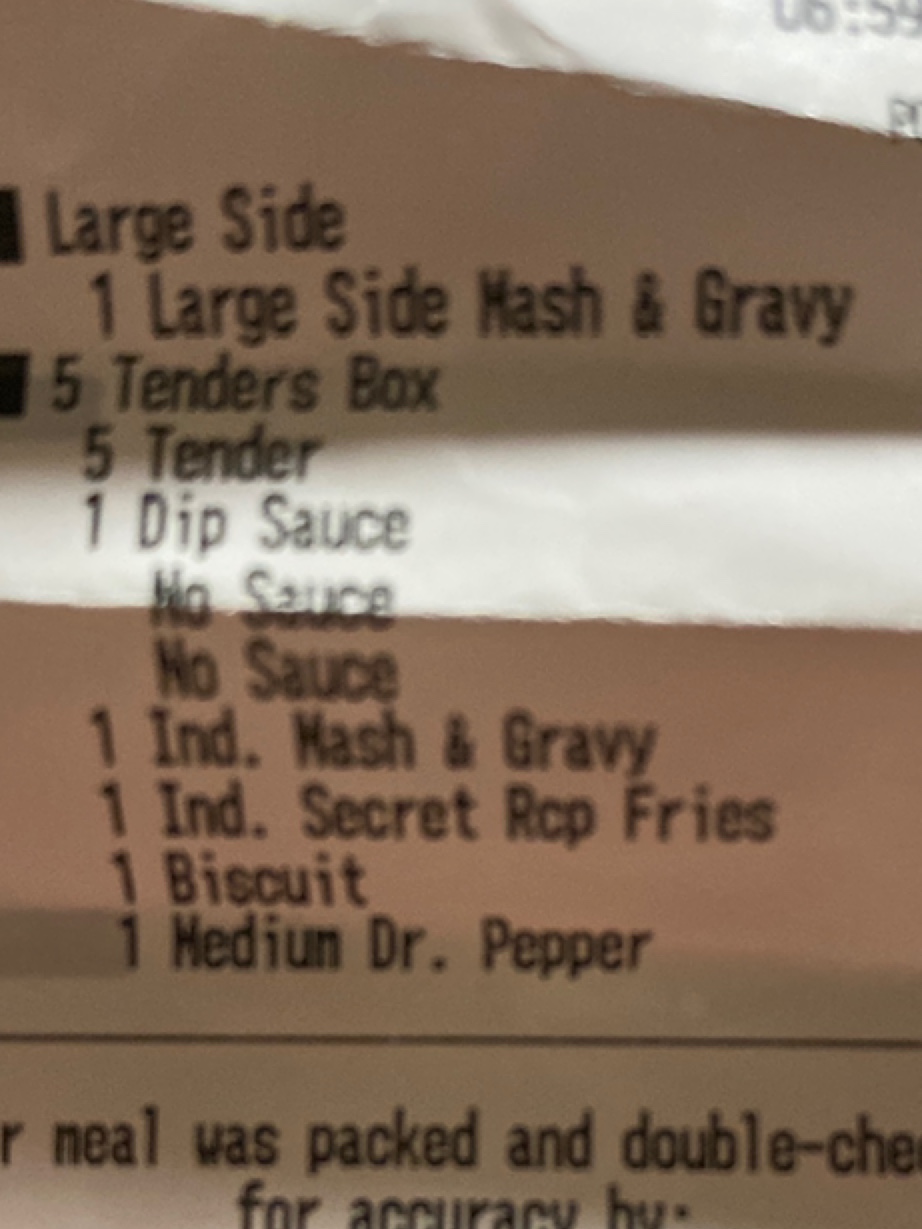 06:59
Large Side
1 Large Side Mash & Gravy
5 Tenders Box
5 Tender
1 Dip Sauce
No Sauce
No Sauce
1 Ind. Mash & Gravy
1 Ind. Secret Rcp Fries
1 Biscuit
1 Medium Dr. Pepper
r meal was packed and double-che
for accuracy by: